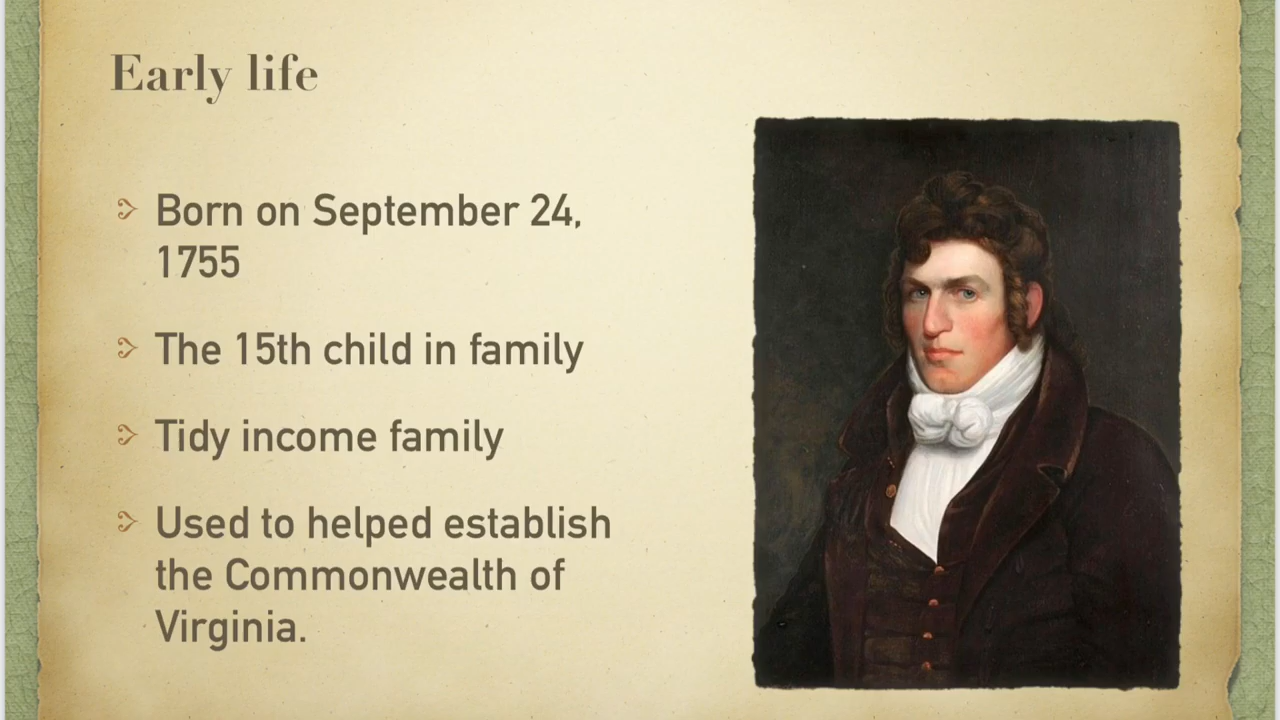 Early life
Born on September 24,
1755
The 15th child in family
Tidy income family
Used to helped establish
the Commonwealth of
Virginia.